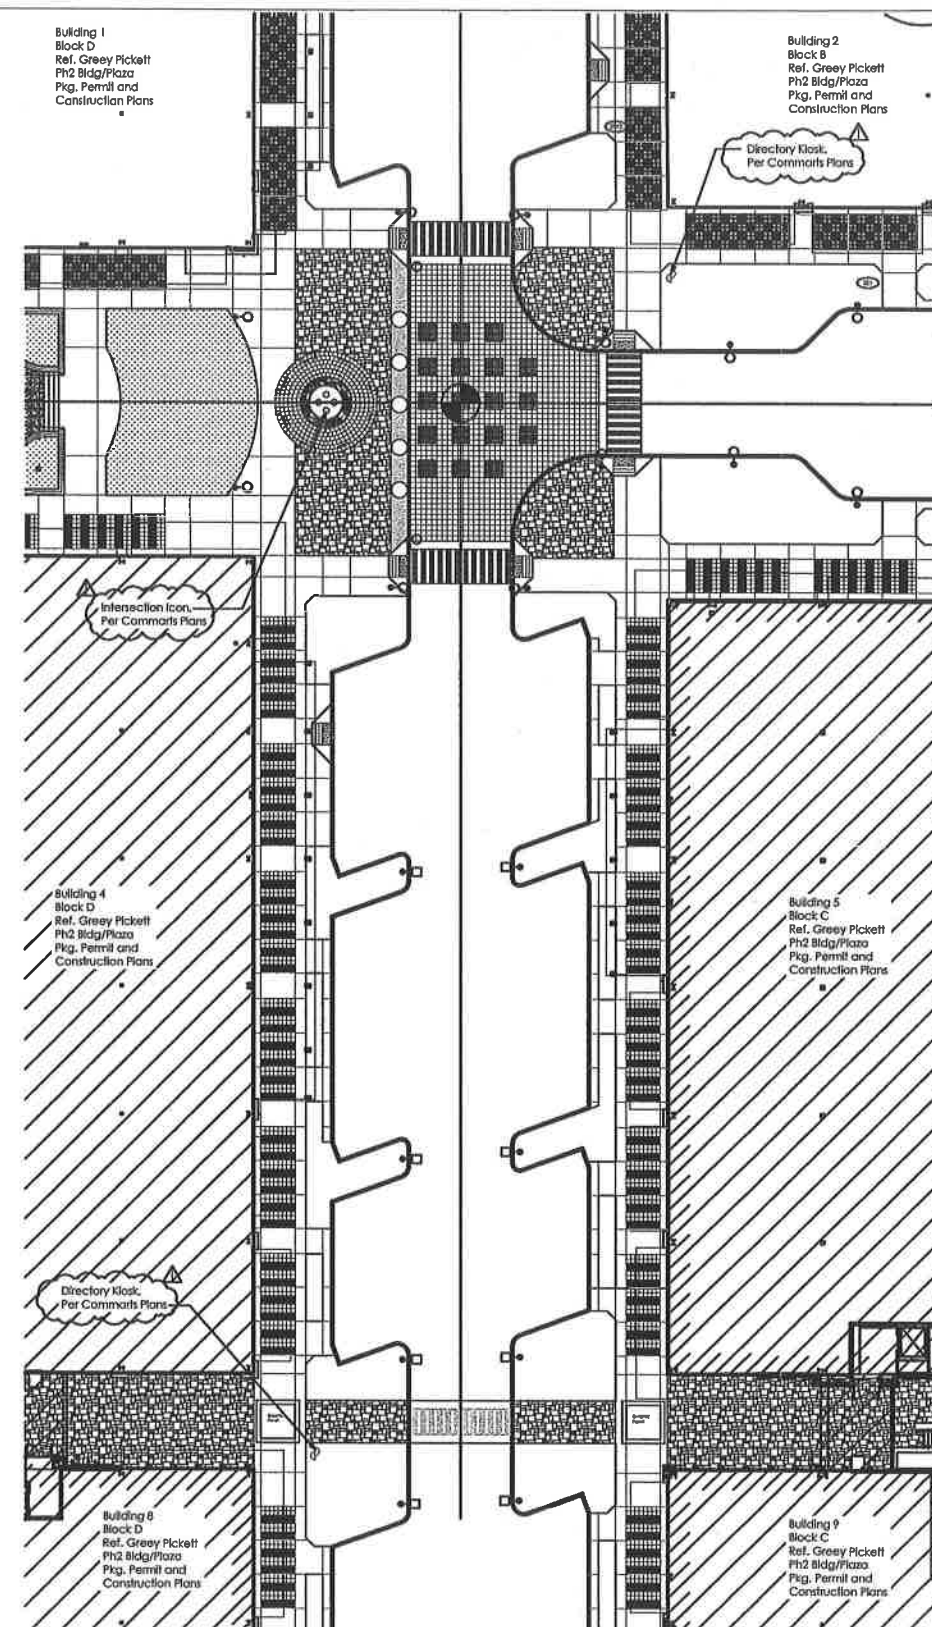 Building 1
Block D
Ref. Greey Pickett
Ph2 Bldg/Plaza
Pkg. Permit and
Construction Plans
Building 2
Block B
Ref. Greey Pickett
Ph2 Bldg/Plaza
Pkg. Permit and
Construction Plans
Directory Kiosk,
Per Commarts Plans
Intersection Icon,
Per Commarts Plans
Building 4
Block D
Ref. Greey Pickett
Ph2 Bldg/Plaza
Pkg. Permit and
Construction Plans
Building 5
Block C
Ref. Greey Pickett
Ph2 Bldg/Plaza
Pkg. Permit and
Construction Plans
Directory Kiosk,
Per Commarts Plans
Building 8
Block D
Ref. Greey Pickett
Ph2 Bldg/Plaza
Pkg. Permit and
Construction Plans
Building 9
Block C
Ref. Greey Pickett
Ph2 Bldg/Plaza
Pkg. Permit and
Construction Plans